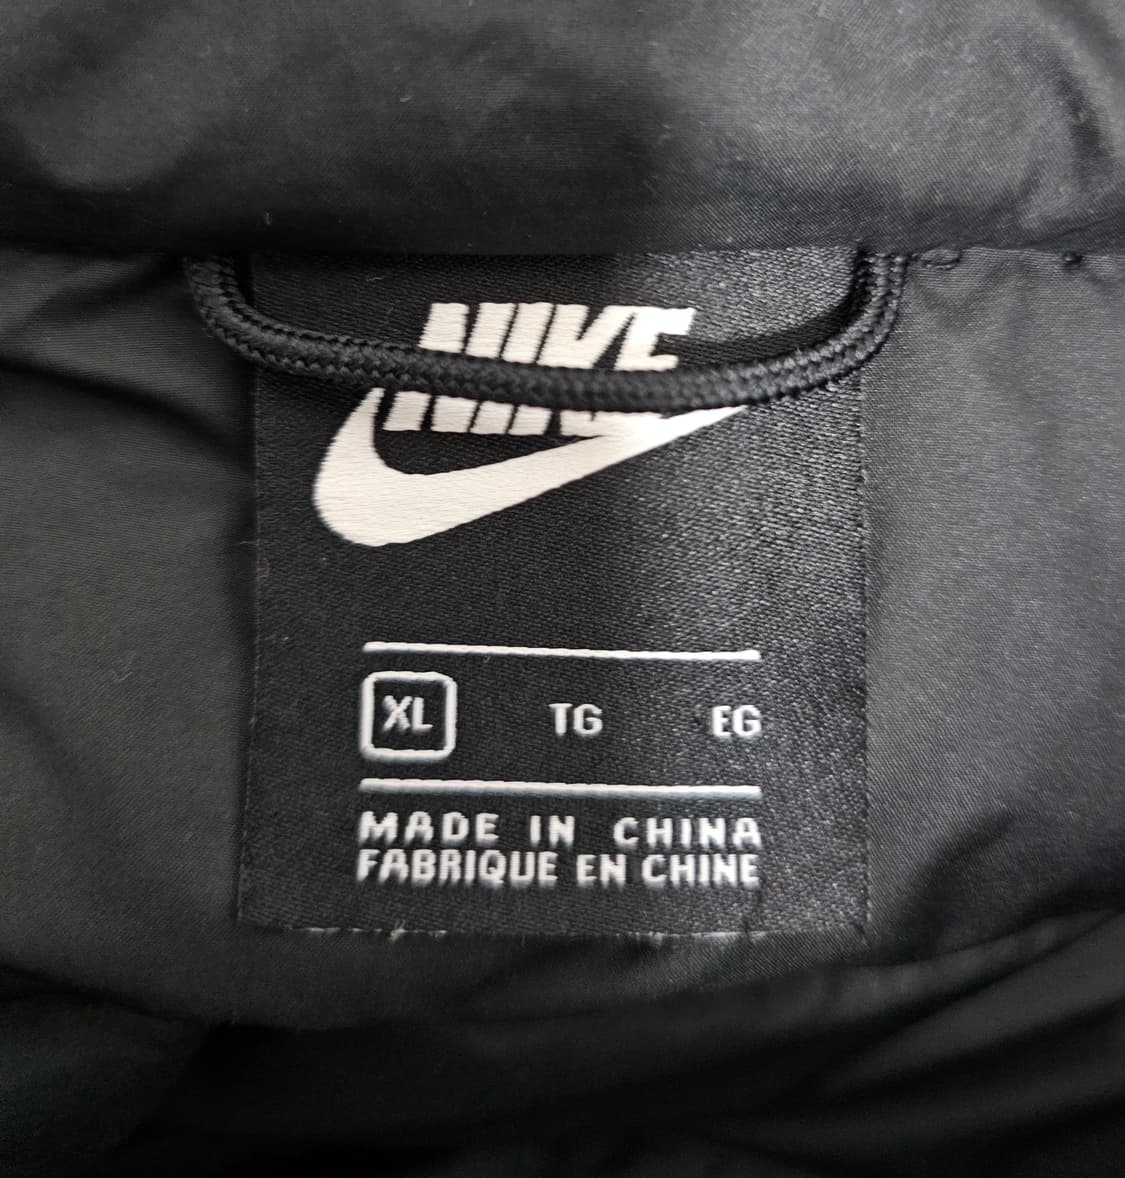 NIKE
XL TG EG
MADE IN CHINA
FABRIQUE EN CHINE